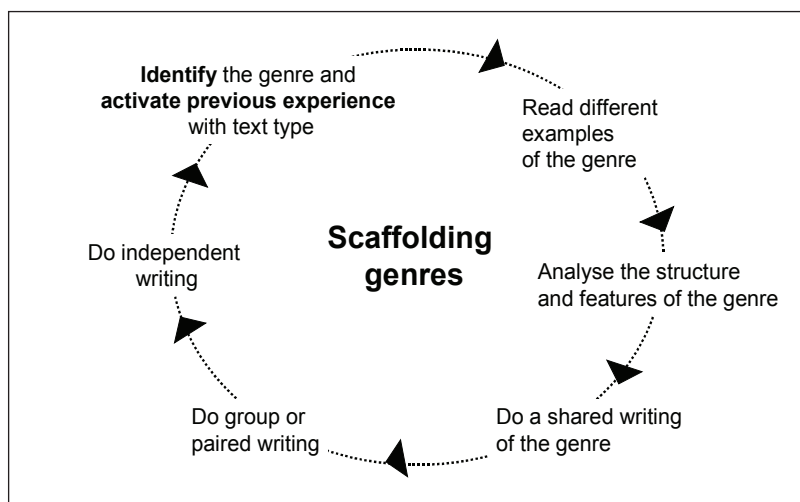 Identify the genre and
activate previous experience
with text type
Read different
examples
of the genre
Scaffolding
genres
Analyse the structure
and features of the genre
Do a shared writing
of the genre
Do group or
paired writing
Do independent
writing